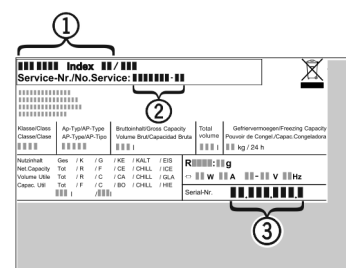 1
Index /
Service-Nr./No.Service: -
2
Klasse/Class
Classe/Clase
Ap-Typ/AP-Type
AP-Type/AP-Tipo
Bruttoinhalt/Gross Capacity
Volume Brut/Capacidad Bruta
l
Total
volume
l
Gefriervermoegen/Freezing Capacity
Pouvoir de Congel./Capac.Congeladora
kg / 24 h
Nutzinhalt Ges / K / G / KE / KALT / EIS
Net.Capacity Tot / R / F / CE / CHILL / ICE
Volume Utile Tot / R / C / CA / CHILL / GLA
Capac. Util Tot / F / C / BO / CHILL / HIE
l / l
R : g
W A - V Hz
Serial-Nr.
3